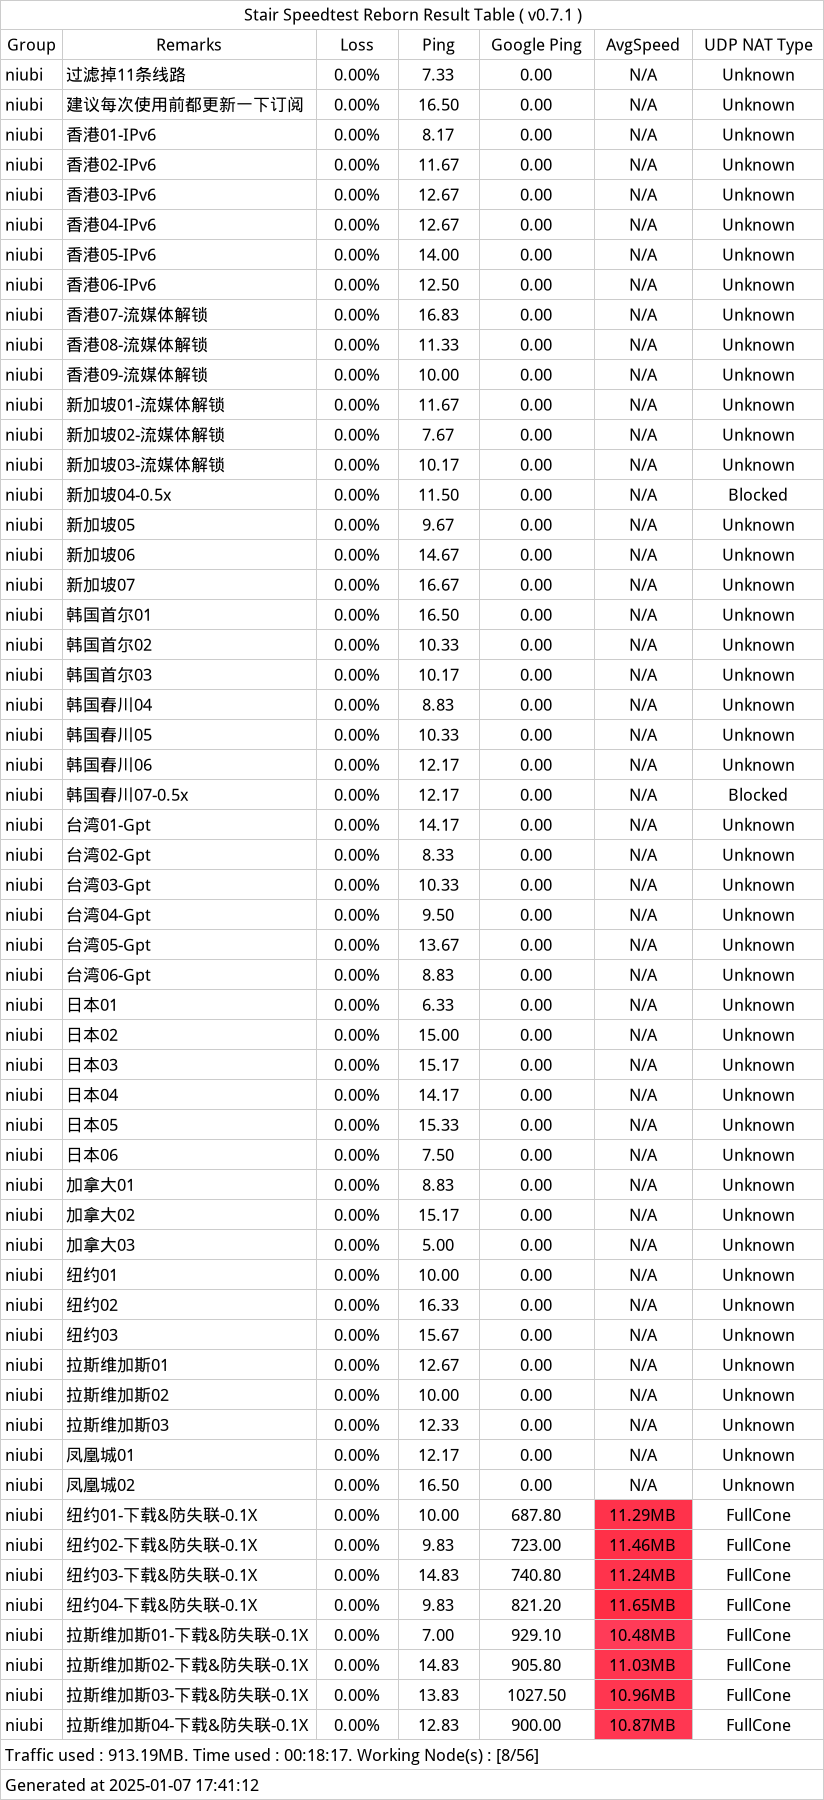 Stair Speedtest Reborn Result Table ( v0.7.1 )
Group Remarks Loss Ping Google Ping AvgSpeed UDP NAT Type
niubi 过滤掉11条线路 0.00% 7.33 0.00 N/A Unknown
niubi 建议每次使用前都更新一下订阅 0.00% 16.50 0.00 N/A Unknown
niubi 香港01-IPv6 0.00% 8.17 0.00 N/A Unknown
niubi 香港02-IPv6 0.00% 11.67 0.00 N/A Unknown
niubi 香港03-IPv6 0.00% 12.67 0.00 N/A Unknown
niubi 香港04-IPv6 0.00% 12.67 0.00 N/A Unknown
niubi 香港05-IPv6 0.00% 14.00 0.00 N/A Unknown
niubi 香港06-IPv6 0.00% 12.50 0.00 N/A Unknown
niubi 香港07-流媒体解锁 0.00% 16.83 0.00 N/A Unknown
niubi 香港08-流媒体解锁 0.00% 11.33 0.00 N/A Unknown
niubi 香港09-流媒体解锁 0.00% 10.00 0.00 N/A Unknown
niubi 新加坡01-流媒体解锁 0.00% 11.67 0.00 N/A Unknown
niubi 新加坡02-流媒体解锁 0.00% 7.67 0.00 N/A Unknown
niubi 新加坡03-流媒体解锁 0.00% 10.17 0.00 N/A Unknown
niubi 新加坡04-0.5x 0.00% 11.50 0.00 N/A Blocked
niubi 新加坡05 0.00% 9.67 0.00 N/A Unknown
niubi 新加坡06 0.00% 14.67 0.00 N/A Unknown
niubi 新加坡07 0.00% 16.67 0.00 N/A Unknown
niubi 韩国首尔01 0.00% 16.50 0.00 N/A Unknown
niubi 韩国首尔02 0.00% 10.33 0.00 N/A Unknown
niubi 韩国首尔03 0.00% 10.17 0.00 N/A Unknown
niubi 韩国春川04 0.00% 8.83 0.00 N/A Unknown
niubi 韩国春川05 0.00% 10.33 0.00 N/A Unknown
niubi 韩国春川06 0.00% 12.17 0.00 N/A Unknown
niubi 韩国春川07-0.5x 0.00% 12.17 0.00 N/A Blocked
niubi 台湾01-Gpt 0.00% 14.17 0.00 N/A Unknown
niubi 台湾02-Gpt 0.00% 8.33 0.00 N/A Unknown
niubi 台湾03-Gpt 0.00% 10.33 0.00 N/A Unknown
niubi 台湾04-Gpt 0.00% 9.50 0.00 N/A Unknown
niubi 台湾05-Gpt 0.00% 13.67 0.00 N/A Unknown
niubi 台湾06-Gpt 0.00% 8.83 0.00 N/A Unknown
niubi 日本01 0.00% 6.33 0.00 N/A Unknown
niubi 日本02 0.00% 15.00 0.00 N/A Unknown
niubi 日本03 0.00% 15.17 0.00 N/A Unknown
niubi 日本04 0.00% 14.17 0.00 N/A Unknown
niubi 日本05 0.00% 15.33 0.00 N/A Unknown
niubi 日本06 0.00% 7.50 0.00 N/A Unknown
niubi 加拿大01 0.00% 8.83 0.00 N/A Unknown
niubi 加拿大02 0.00% 15.17 0.00 N/A Unknown
niubi 加拿大03 0.00% 5.00 0.00 N/A Unknown
niubi 纽约01 0.00% 10.00 0.00 N/A Unknown
niubi 纽约02 0.00% 16.33 0.00 N/A Unknown
niubi 纽约03 0.00% 15.67 0.00 N/A Unknown
niubi 拉斯维加斯01 0.00% 12.67 0.00 N/A Unknown
niubi 拉斯维加斯02 0.00% 10.00 0.00 N/A Unknown
niubi 拉斯维加斯03 0.00% 12.33 0.00 N/A Unknown
niubi 凤凰城01 0.00% 12.17 0.00 N/A Unknown
niubi 凤凰城02 0.00% 16.50 0.00 N/A Unknown
niubi 纽约01-下载&防失联-0.1X 0.00% 10.00 687.80 11.29MB FullCone
niubi 纽约02-下载&防失联-0.1X 0.00% 9.83 723.00 11.46MB FullCone
niubi 纽约03-下载&防失联-0.1X 0.00% 14.83 740.80 11.24MB FullCone
niubi 纽约04-下载&防失联-0.1X 0.00% 9.83 821.20 11.65MB FullCone
niubi 拉斯维加斯01-下载&防失联-0.1X 0.00% 7.00 929.10 10.48MB FullCone
niubi 拉斯维加斯02-下载&防失联-0.1X 0.00% 14.83 905.80 11.03MB FullCone
niubi 拉斯维加斯03-下载&防失联-0.1X 0.00% 13.83 1027.50 10.96MB FullCone
niubi 拉斯维加斯04-下载&防失联-0.1X 0.00% 12.83 900.00 10.87MB FullCone
Traffic used : 913.19MB. Time used : 00:18:17. Working Node(s) : [8/56]
Generated at 2025-01-07 17:41:12